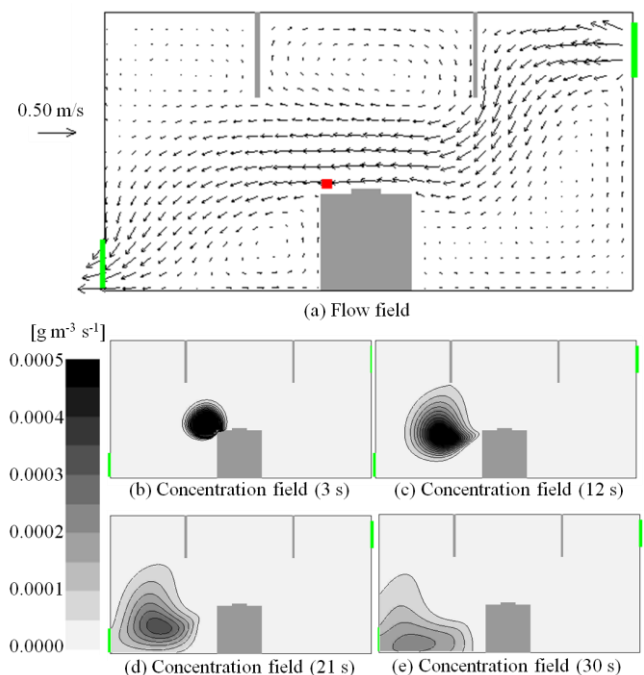 0.50 m/s
(a) Flow field
[g m⁻³ s⁻¹]
0.0005
0.0004
0.0003
0.0002
0.0001
0.0000
(b) Concentration field (3 s)
(c) Concentration field (12 s)
(d) Concentration field (21 s)
(e) Concentration field (30 s)